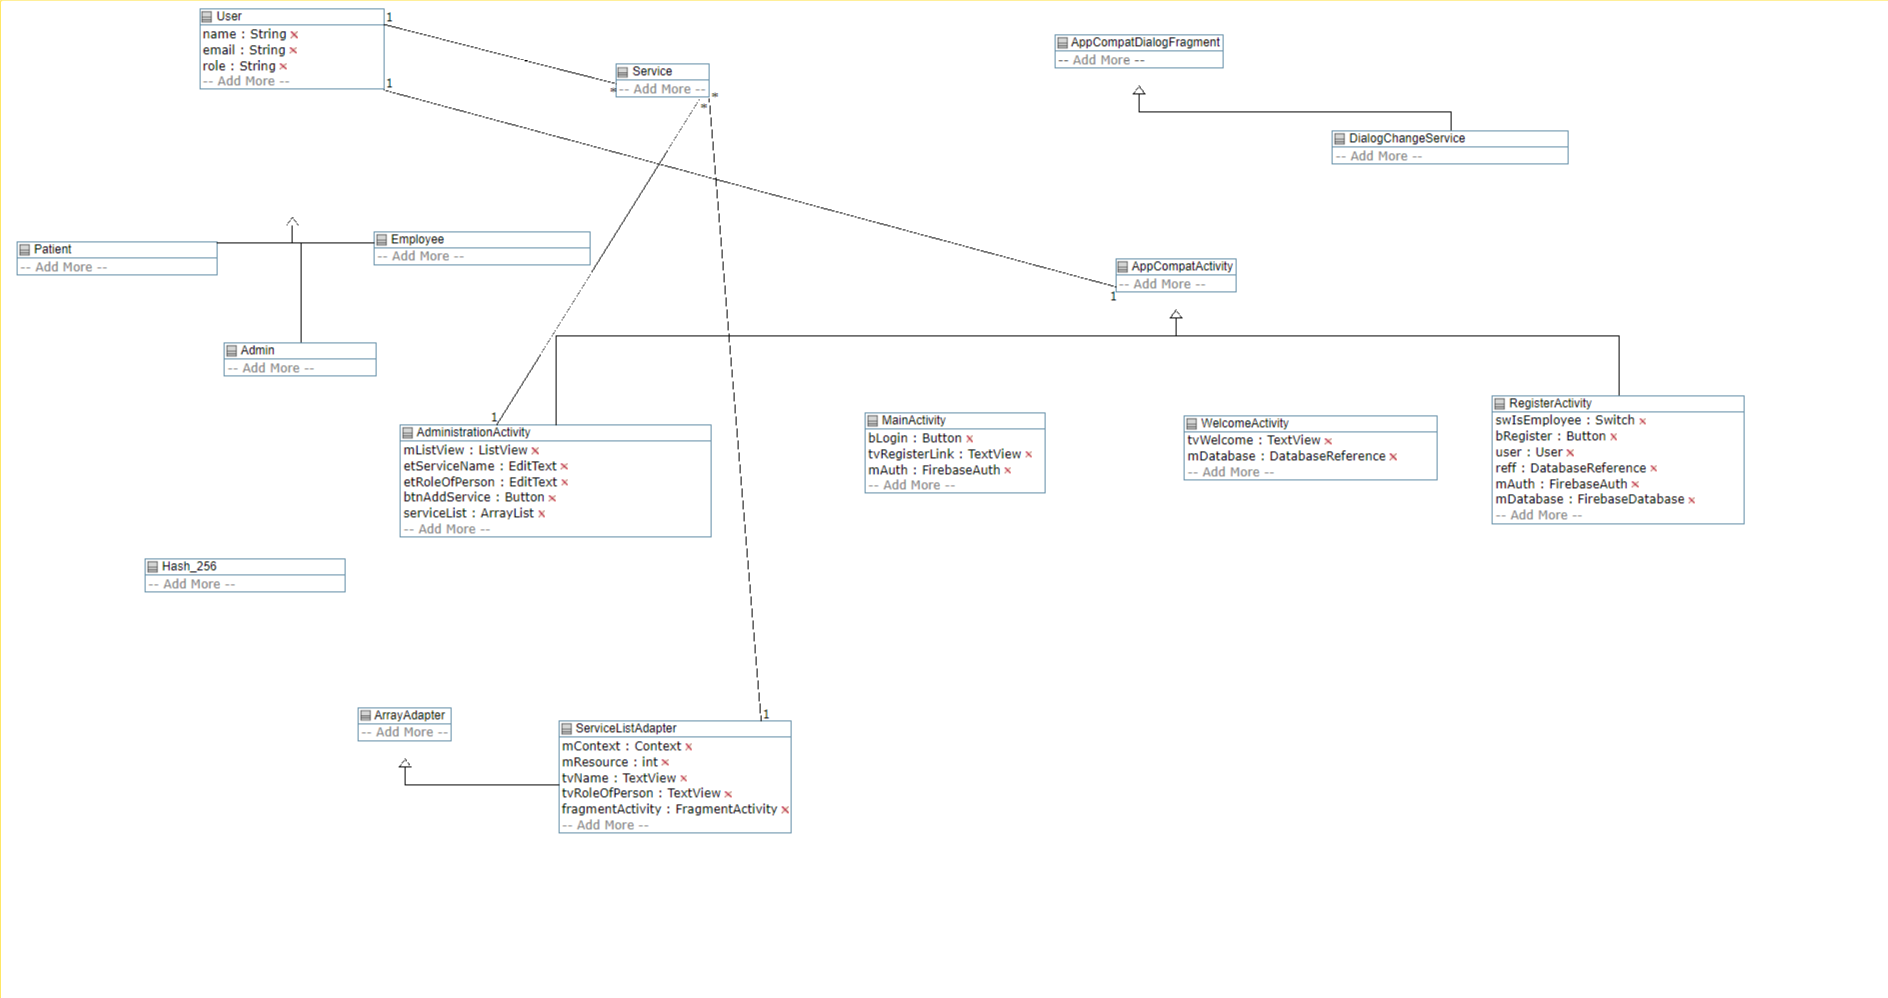 User
name : String ×
email : String ×
role : String ×
-- Add More --
1
1
Service
-- Add More --
*
*
*
AppCompatDialogFragment
-- Add More --
DialogChangeService
-- Add More --
Patient
-- Add More --
Employee
-- Add More --
AppCompatActivity
-- Add More --
1
Admin
-- Add More --
1
AdministrationActivity
mListView : ListView ×
etServiceName : EditText ×
etRoleOfPerson : EditText ×
btnAddService : Button ×
serviceList : ArrayList ×
-- Add More --
MainActivity
bLogin : Button ×
tvRegisterLink : TextView ×
mAuth : FirebaseAuth ×
-- Add More --
WelcomeActivity
tvWelcome : TextView ×
mDatabase : DatabaseReference ×
-- Add More --
RegisterActivity
swIsEmployee : Switch ×
bRegister : Button ×
user : User ×
reff : DatabaseReference ×
mAuth : FirebaseAuth ×
mDatabase : FirebaseDatabase ×
-- Add More --
Hash_256
-- Add More --
ArrayAdapter
-- Add More --
1
ServiceListAdapter
mContext : Context ×
mResource : int ×
tvName : TextView ×
tvRoleOfPerson : TextView ×
fragmentActivity : FragmentActivity ×
-- Add More --